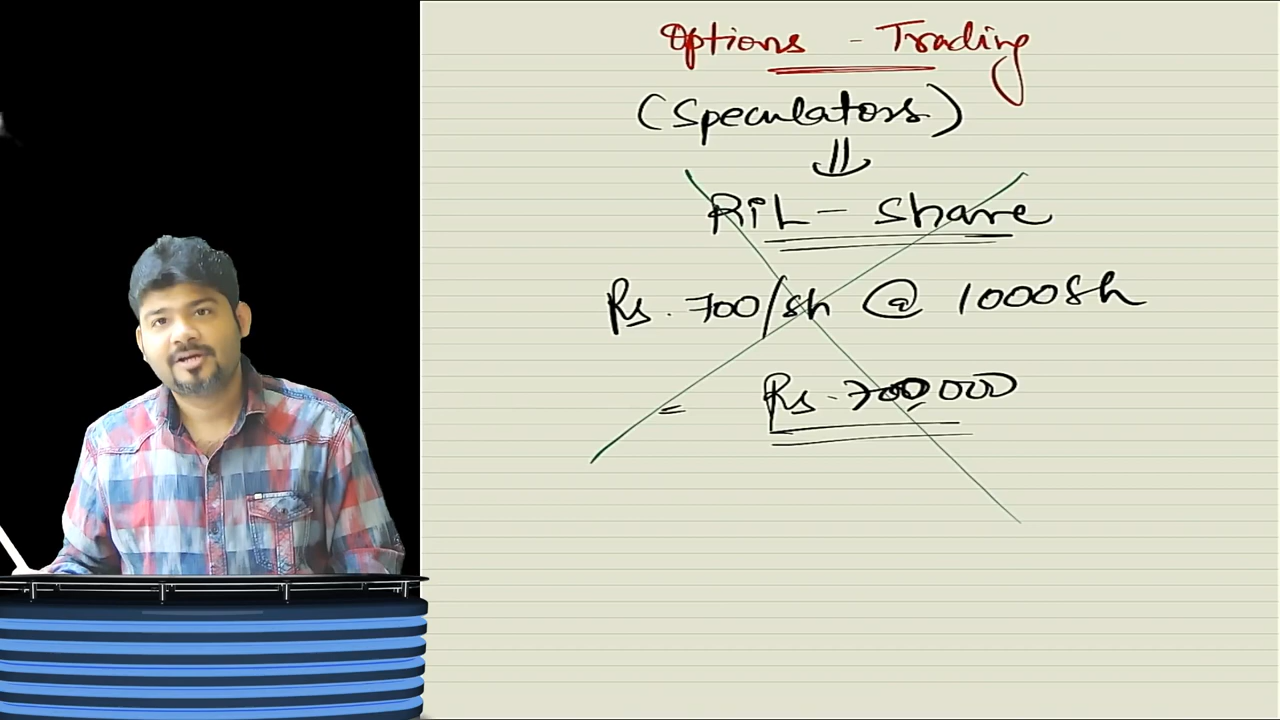 Options - Trading
(Speculators)
RIL - Share
Rs. 700/sh @ 1000sh
= Rs. 700,000